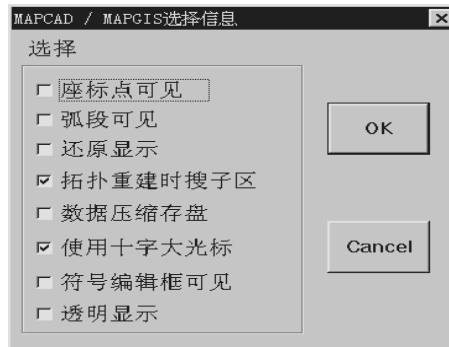 MAPCAD / MAPGIS选择信息
选择
座标点可见
弧段可见
还原显示
拓扑重建时搜子区
数据压缩存盘
使用十字大光标
符号编辑框可见
透明显示
OK
Cancel